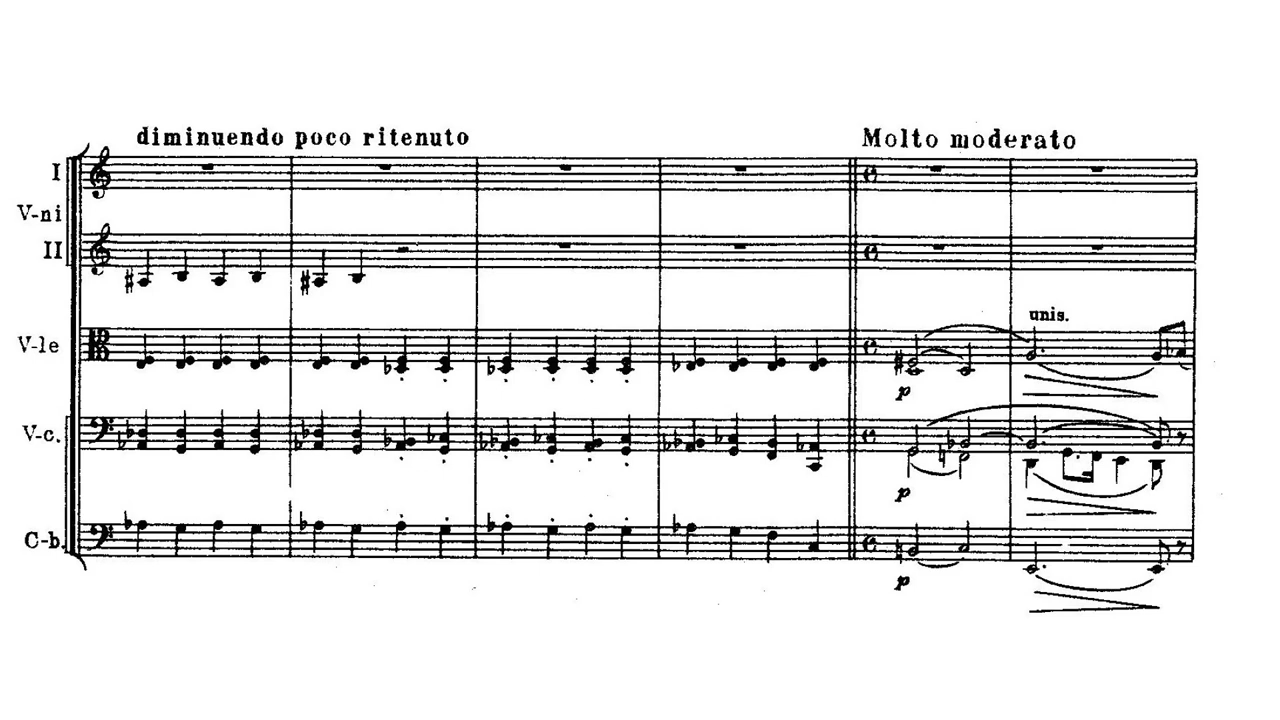 diminuendo poco ritenuto
Molto moderato
I
V-ni
II
unis.
V-le
p
V-c.
p
C-b.
p